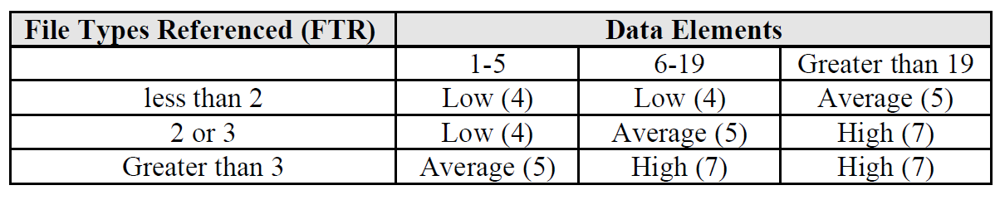 File Types Referenced (FTR) Data Elements
1-5 6-19 Greater than 19
less than 2 Low (4) Low (4) Average (5)
2 or 3 Low (4) Average (5) High (7)
Greater than 3 Average (5) High (7) High (7)